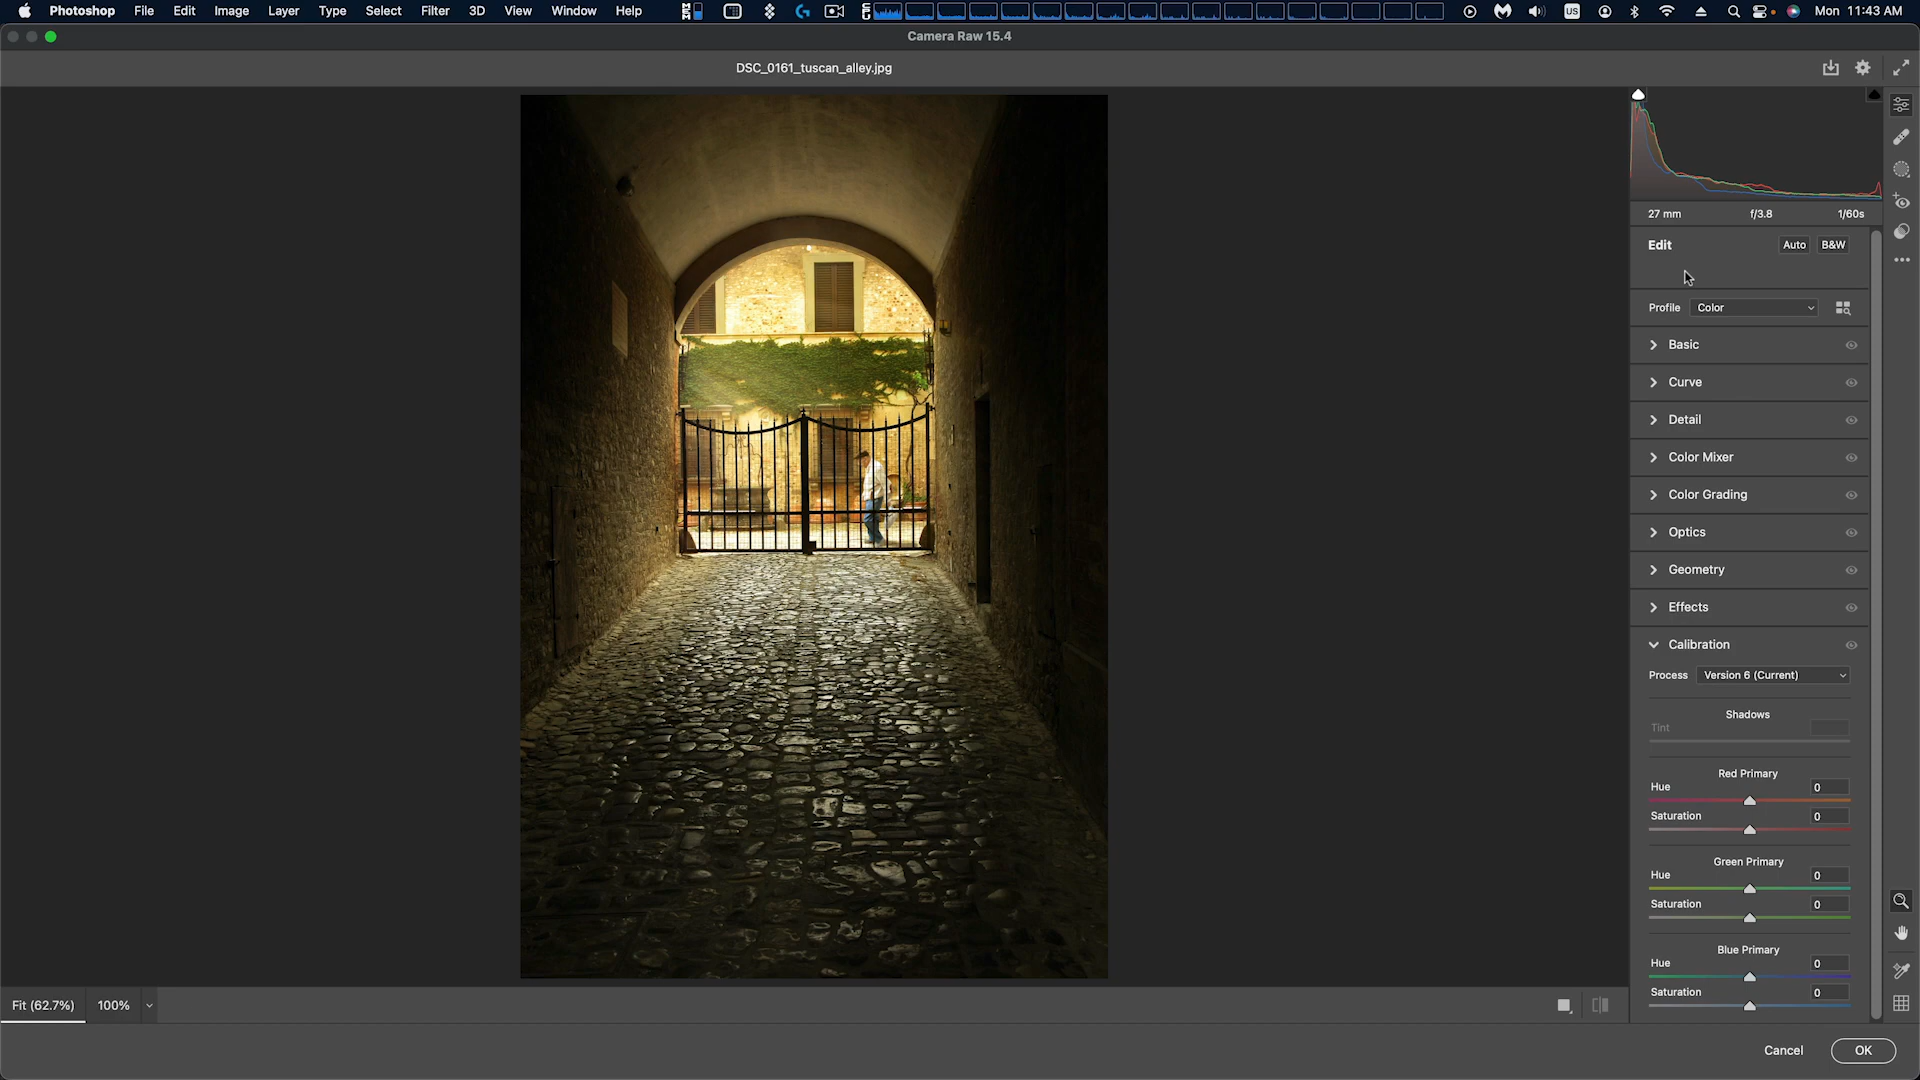 Photoshop File Edit Image Layer Type Select Filter 3D View Window Help US Mon 11:43 AM
Camera Raw 15.4
DSC_0161_tuscan_alley.jpg
27 mm f/3.8 1/60s
Edit Auto B&W
Profile Color
Basic
Curve
Detail
Color Mixer
Color Grading
Optics
Geometry
Effects
Calibration
Process Version 6 (Current)
Shadows
Tint
Red Primary
Hue 0
Saturation 0
Green Primary
Hue 0
Saturation 0
Blue Primary
Hue 0
Saturation 0
Fit (62.7%) 100%
Cancel OK